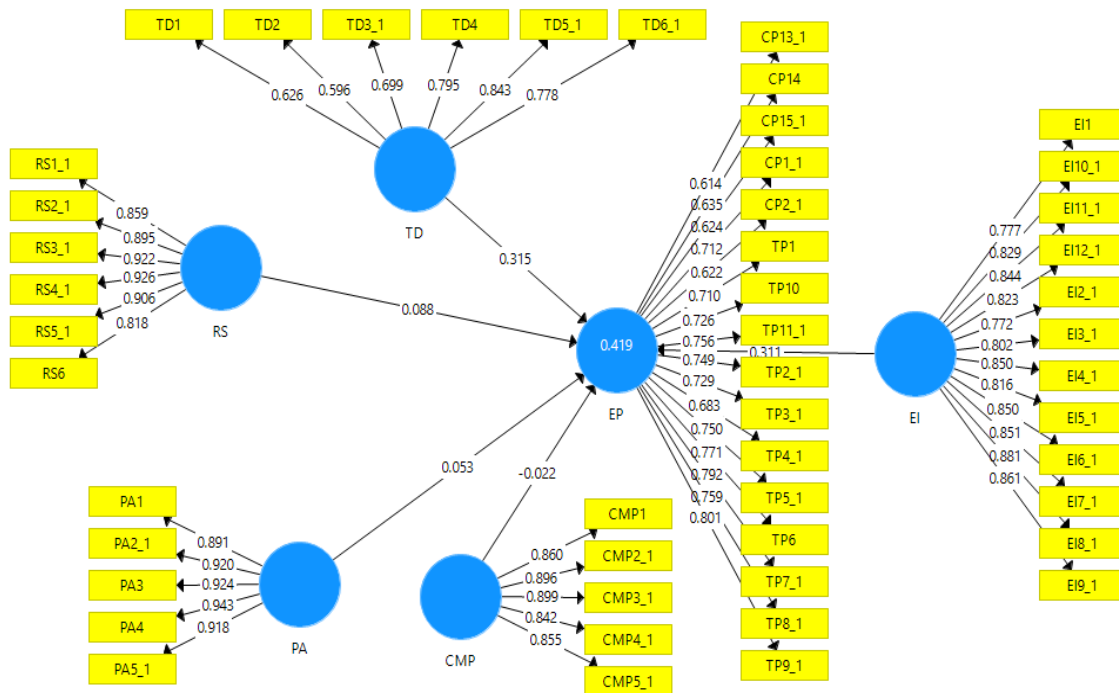 TD1
TD2
TD3_1
TD4
TD5_1
TD6_1
0.626
0.596
0.699
0.795
0.843
0.778
TD
0.315
RS1_1
RS2_1
RS3_1
RS4_1
RS5_1
RS6
0.859
0.895
0.922
0.926
0.906
0.818
RS
0.088
CP13_1
CP14
CP15_1
CP1_1
CP2_1
TP1
TP10
TP11_1
TP2_1
TP3_1
TP4_1
TP5_1
TP6
TP7_1
TP8_1
TP9_1
0.614
0.635
0.624
0.712
0.622
0.710
0.726
0.756
0.749
0.729
0.683
0.750
0.771
0.792
0.759
0.801
0.419
EP
0.311
EI1
EI10_1
EI11_1
EI12_1
EI2_1
EI3_1
EI4_1
EI5_1
EI6_1
EI7_1
EI8_1
EI9_1
0.777
0.829
0.844
0.823
0.772
0.802
0.850
0.816
0.850
0.851
0.881
0.861
EI
PA1
PA2_1
PA3
PA4
PA5_1
0.891
0.920
0.924
0.943
0.918
PA
0.053
-0.022
CMP1
CMP2_1
CMP3_1
CMP4_1
CMP5_1
0.860
0.896
0.899
0.842
0.855
CMP